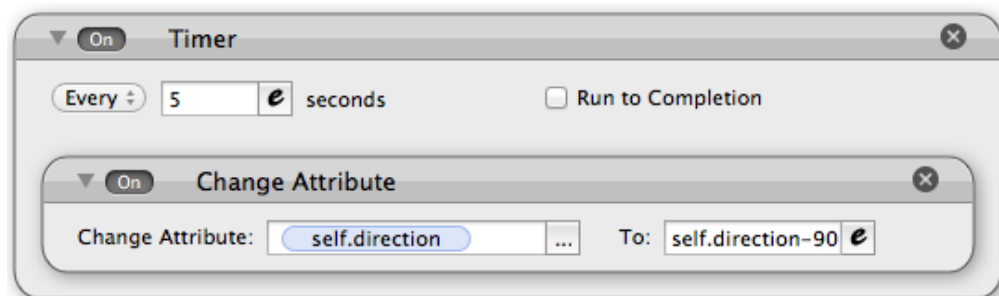 On Timer
Every 5 e seconds Run to Completion
On Change Attribute
Change Attribute: self.direction ... To: self.direction-90 e